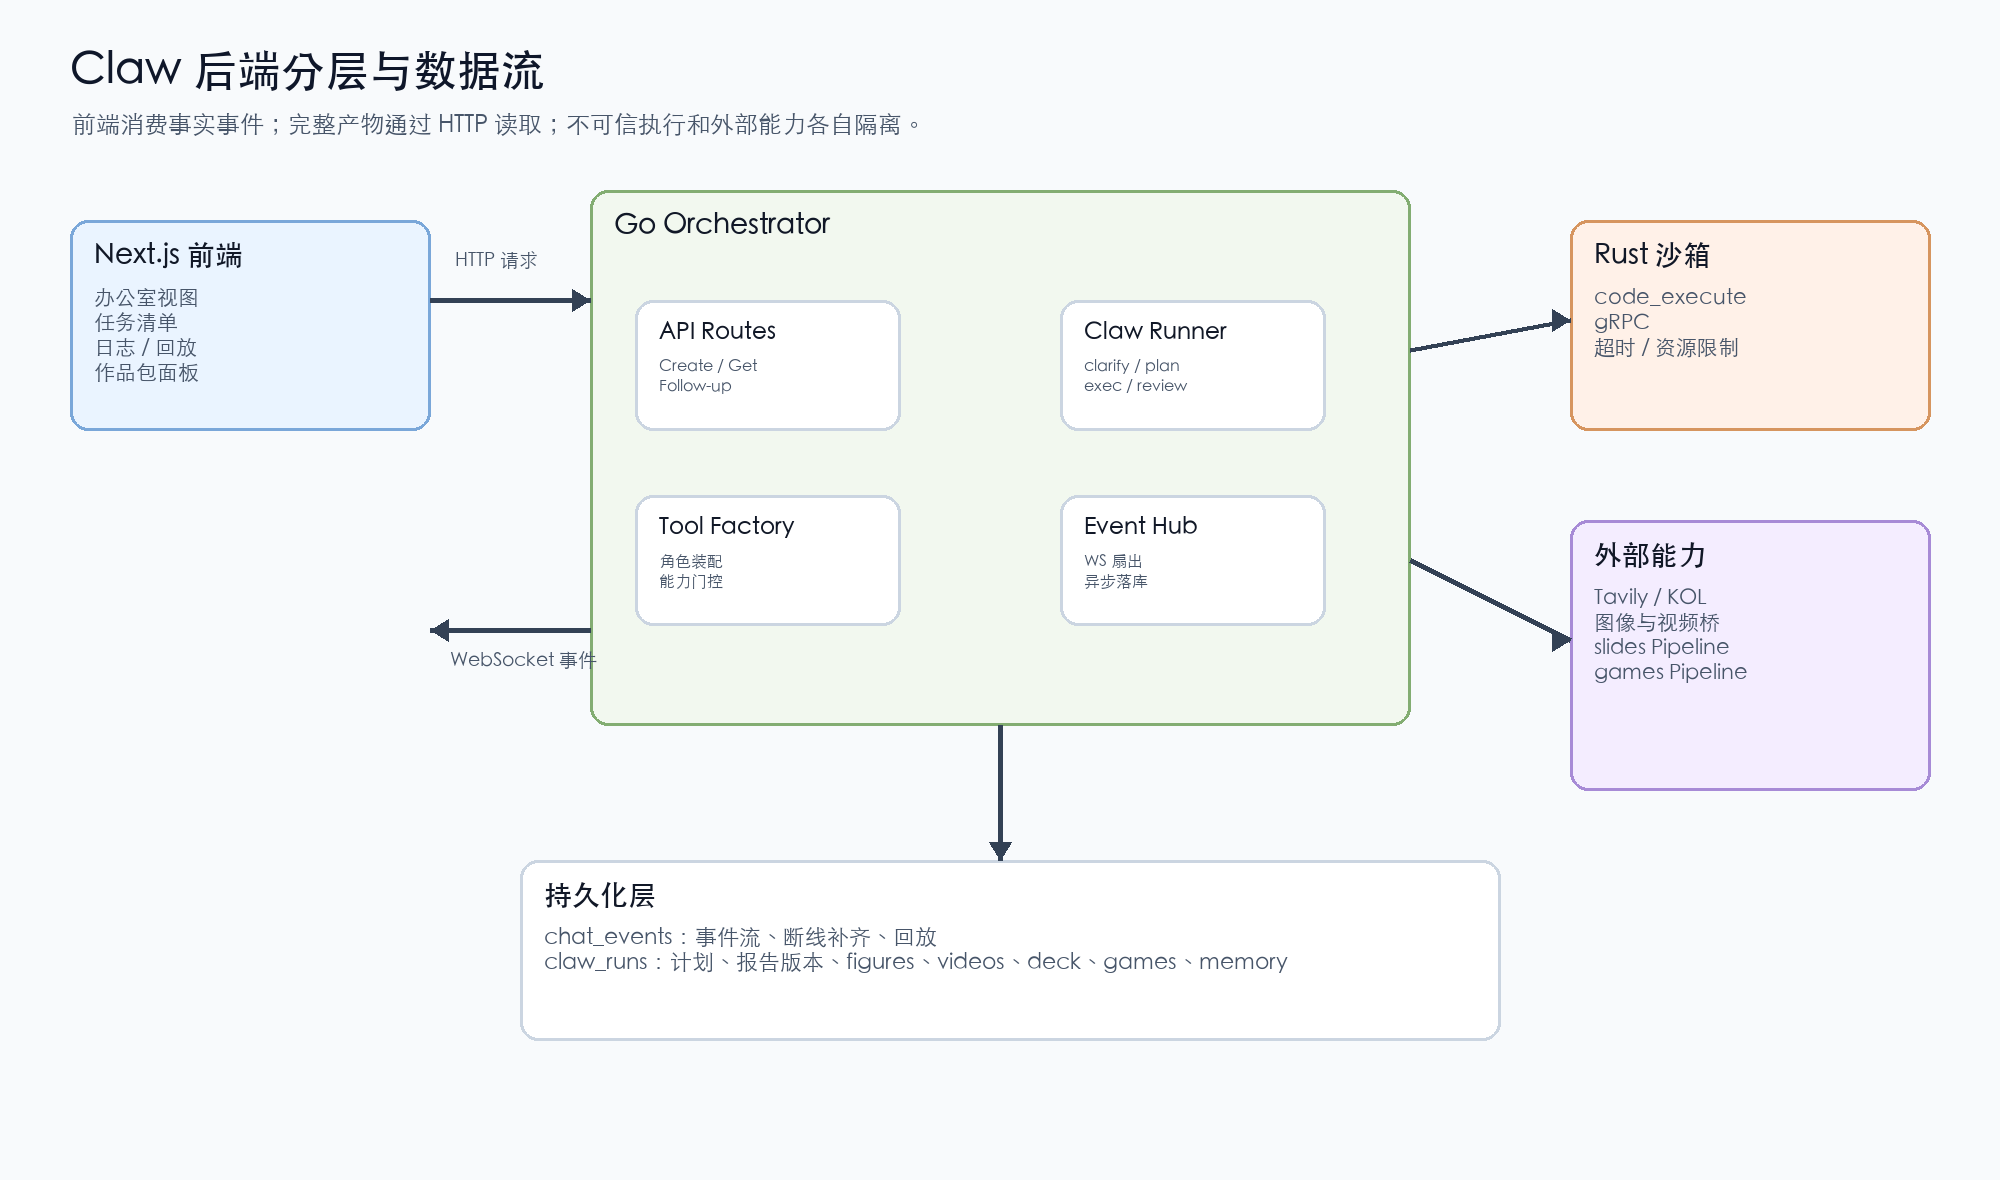 Claw 后端分层与数据流
前端消费事实事件；完整产物通过 HTTP 读取；不可信执行和外部能力各自隔离。
Next.js 前端
办公室视图
任务清单
日志 / 回放
作品包面板
HTTP 请求
WebSocket 事件
Go Orchestrator
API Routes
Create / Get
Follow-up
Claw Runner
clarify / plan
exec / review
Tool Factory
角色装配
能力门控
Event Hub
WS 扇出
异步落库
Rust 沙箱
code_execute
gRPC
超时 / 资源限制
外部能力
Tavily / KOL
图像与视频桥
slides Pipeline
games Pipeline
持久化层
chat_events：事件流、断线补齐、回放
claw_runs：计划、报告版本、figures、videos、deck、games、memory